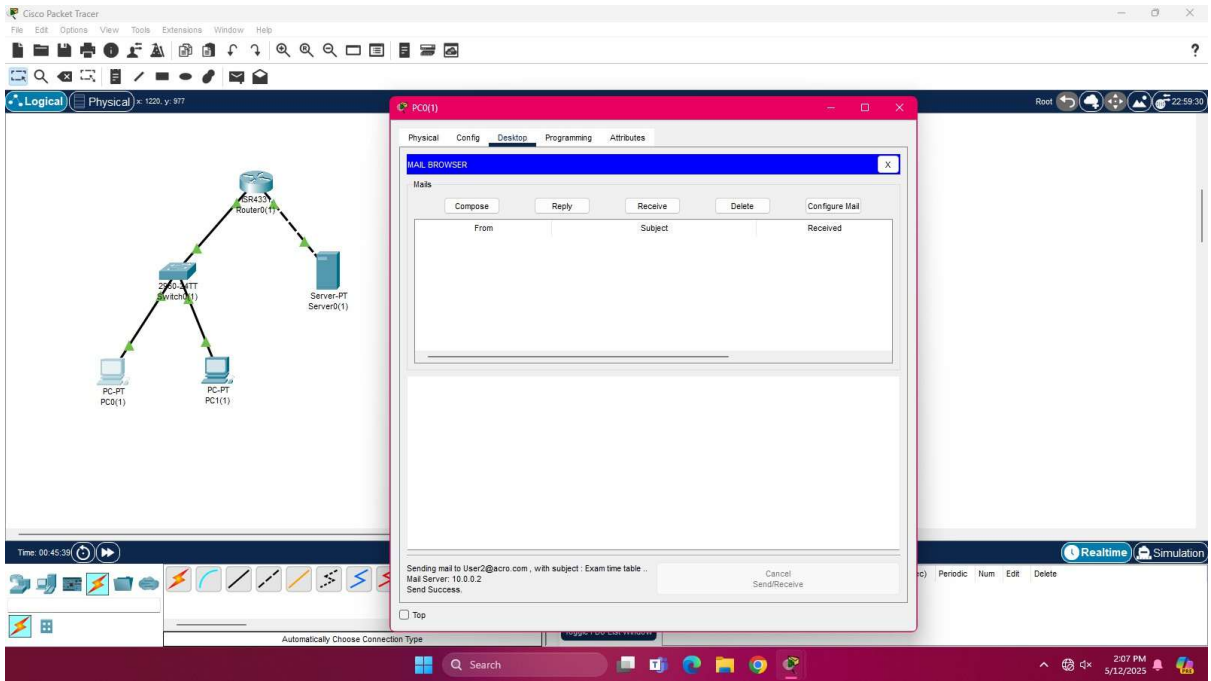 Cisco Packet Tracer
File Edit Options View Tools Extensions Window Help
?
Logical Physical x: 1220, y: 977
Root 22:59:30
PC0(1)
Physical Config Desktop Programming Attributes
MAIL BROWSER X
Mails
Compose Reply Receive Delete Configure Mail
From Subject Received
ISR4331
Router0(1)
2960-24TT
Switch0(1)
Server-PT
Server0(1)
PC-PT
PC0(1)
PC-PT
PC1(1)
Time: 00:45:39
Realtime Simulation
Sending mail to User2@acro.com , with subject : Exam time table ..
Mail Server: 10.0.0.2
Send Success.
Cancel
Send/Receive
Periodic Num Edit Delete
Top
Automatically Choose Connection Type
Toggle PDU List Window
Search
2:07 PM
5/12/2025